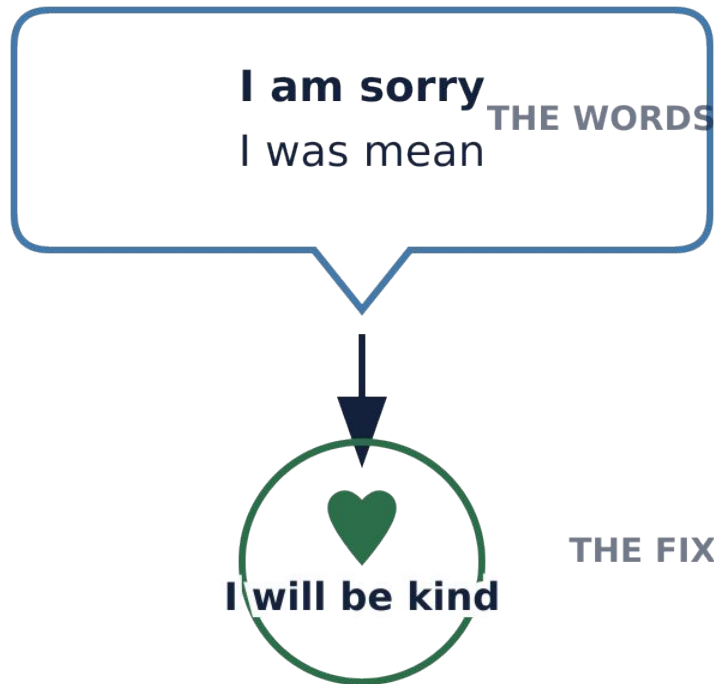 I am sorry
THE WORDS
I was mean
I will be kind
THE FIX